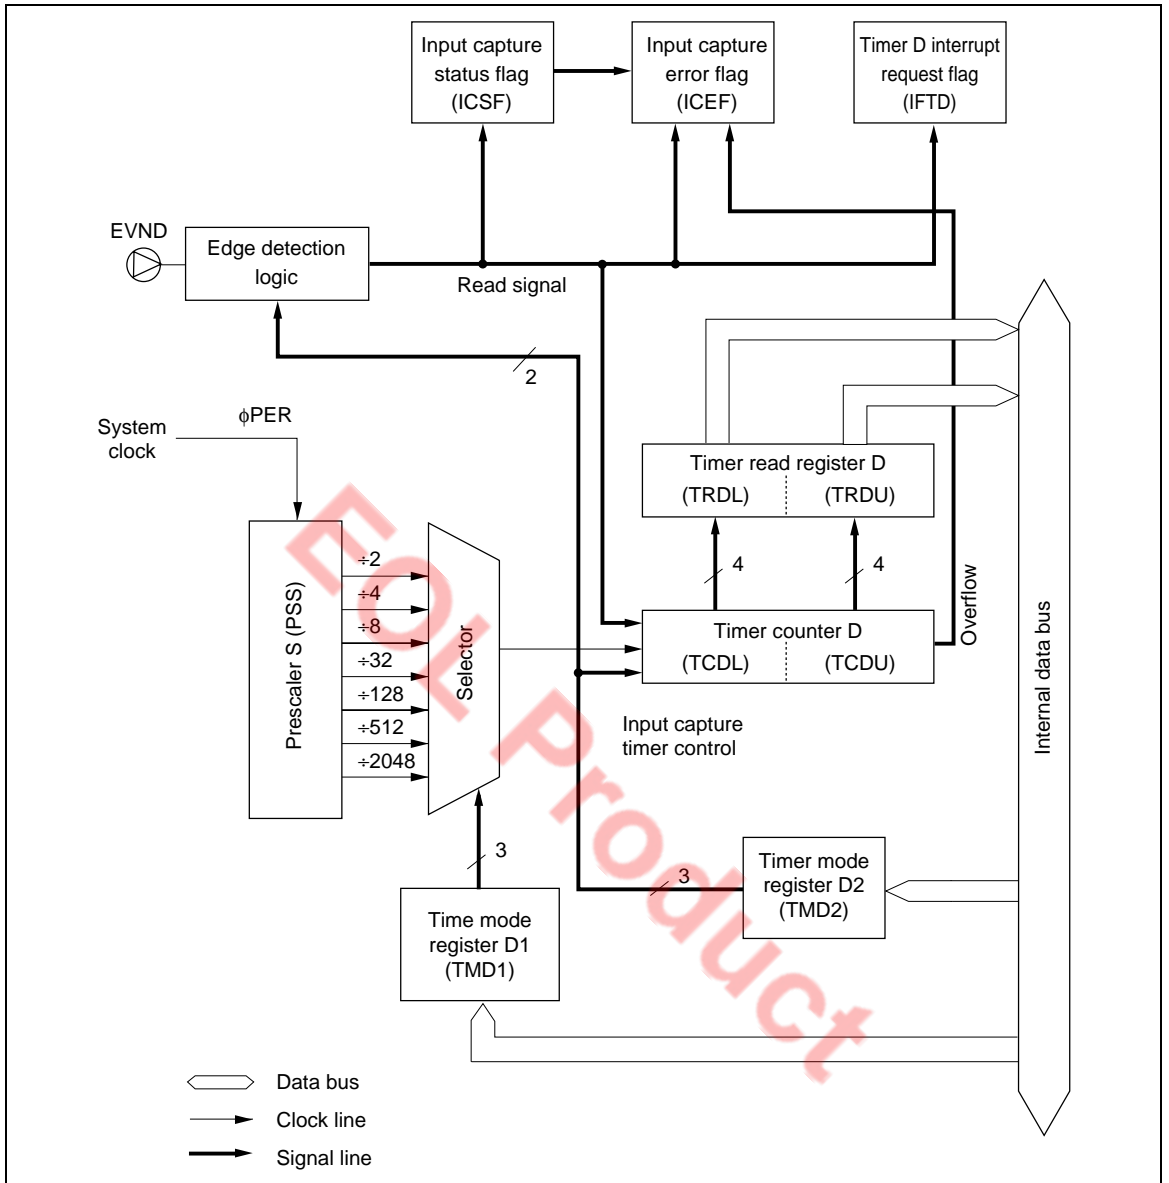 Input capture
status flag
(ICSF)
Input capture
error flag
(ICEF)
Timer D interrupt
request flag
(IFTD)
EVND
Edge detection
logic
Read signal
2
System
clock
ϕPER
Timer read register D
(TRDL)
(TRDU)
4
4
Overflow
Prescaler S (PSS)
÷2
÷4
÷8
÷32
÷128
÷512
÷2048
Selector
Timer counter D
(TCDL)
(TCDU)
Input capture
timer control
Internal data bus
3
3
Time mode
register D1
(TMD1)
Timer mode
register D2
(TMD2)
Data bus
Clock line
Signal line
EOL Product